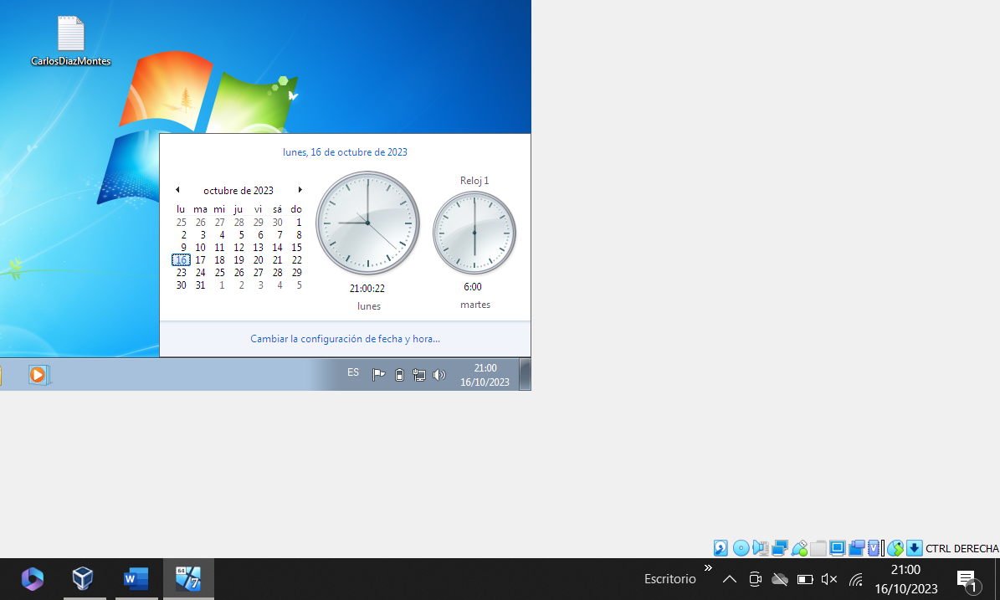 CarlosDiazMontes
lunes, 16 de octubre de 2023
octubre de 2023
lu ma mi ju vi sá do
25 26 27 28 29 30 1
2 3 4 5 6 7 8
9 10 11 12 13 14 15
16 17 18 19 20 21 22
23 24 25 26 27 28 29
30 31 1 2 3 4 5
21:00:22
lunes
Reloj 1
6:00
martes
Cambiar la configuración de fecha y hora...
ES
21:00
16/10/2023
CTRL DERECHA
W
64
7
Escritorio
21:00
16/10/2023
1